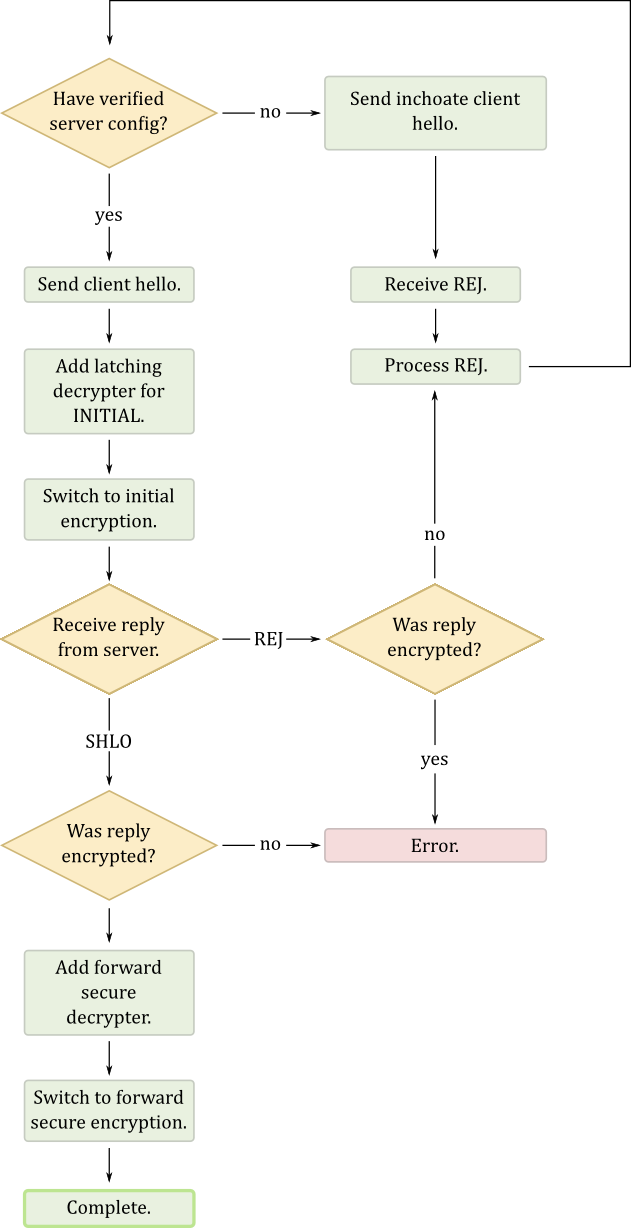 Have verified
server config?
no
Send inchoate client
hello.
yes
Send client hello.
Receive REJ.
Add latching
decrypter for
INITIAL.
Process REJ.
Switch to initial
encryption.
no
Receive reply
from server.
REJ
Was reply
encrypted?
SHLO
yes
Was reply
encrypted?
no
Error.
Add forward
secure
decrypter.
Switch to forward
secure encryption.
Complete.